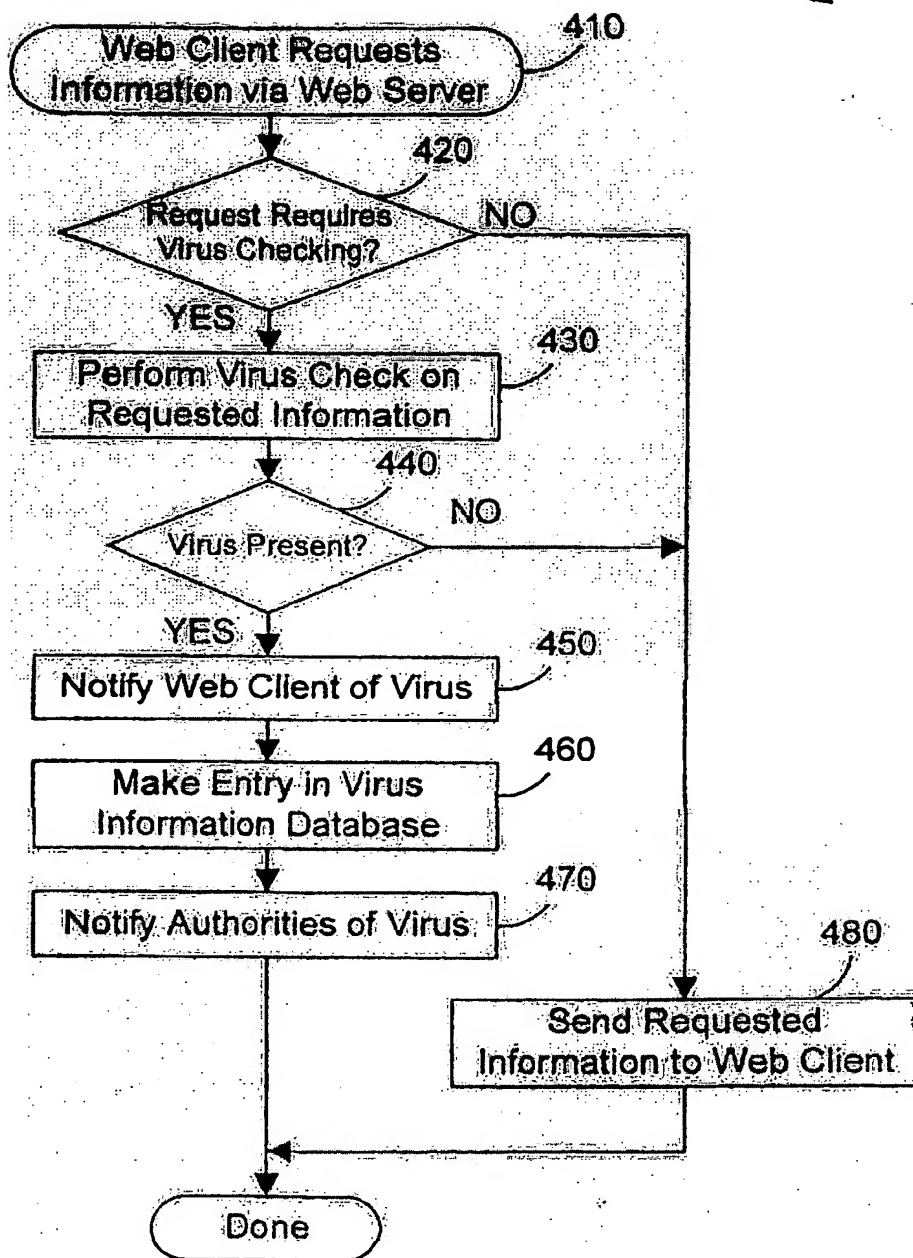 410
Web Client Requests
Information via Web Server
420
Request Requires
Virus Checking?
NO
YES
430
Perform Virus Check on
Requested Information
440
Virus Present?
NO
YES
450
Notify Web Client of Virus
460
Make Entry in Virus
Information Database
470
Notify Authorities of Virus
480
Send Requested
Information to Web Client
Done